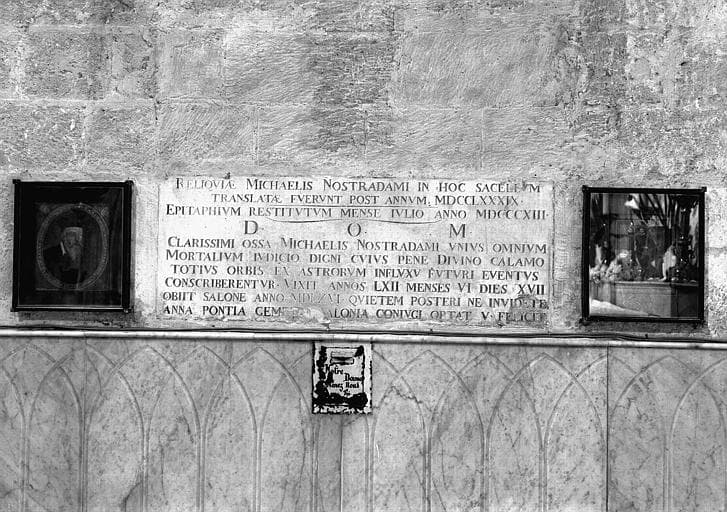 RELIQVIÆ MICHAELIS NOSTRADAMI IN HOC SACELLVM
TRANSLATÆ FVERVNT POST ANNVM. MDCCLXXXIX.
EPITAPHIVM RESTITVTVM MENSE IVLIO ANNO MDCCCXIII.
D. O. M
CLARISSIMI OSSA MICHAELIS NOSTRADAMI VNIVS OMNIVM
MORTALIVM IVDICIO DIGNI CVIVS PENE DIVINO CALAMO
TOTIVS ORBIS EX ASTRORVM INFLVXV FVTVRI EVENTVS
CONSCRIBERENTVR. VIXIT ANNOS LXII MENSES VI DIES XVII
OBIIT SALONE ANNO MDLXVI QVIETEM POSTERI NE INVIDETE
ANNA PONTIA GEMELLA SALONIA CONIVGI OPTAT V. FELICIT
Notre
Dame